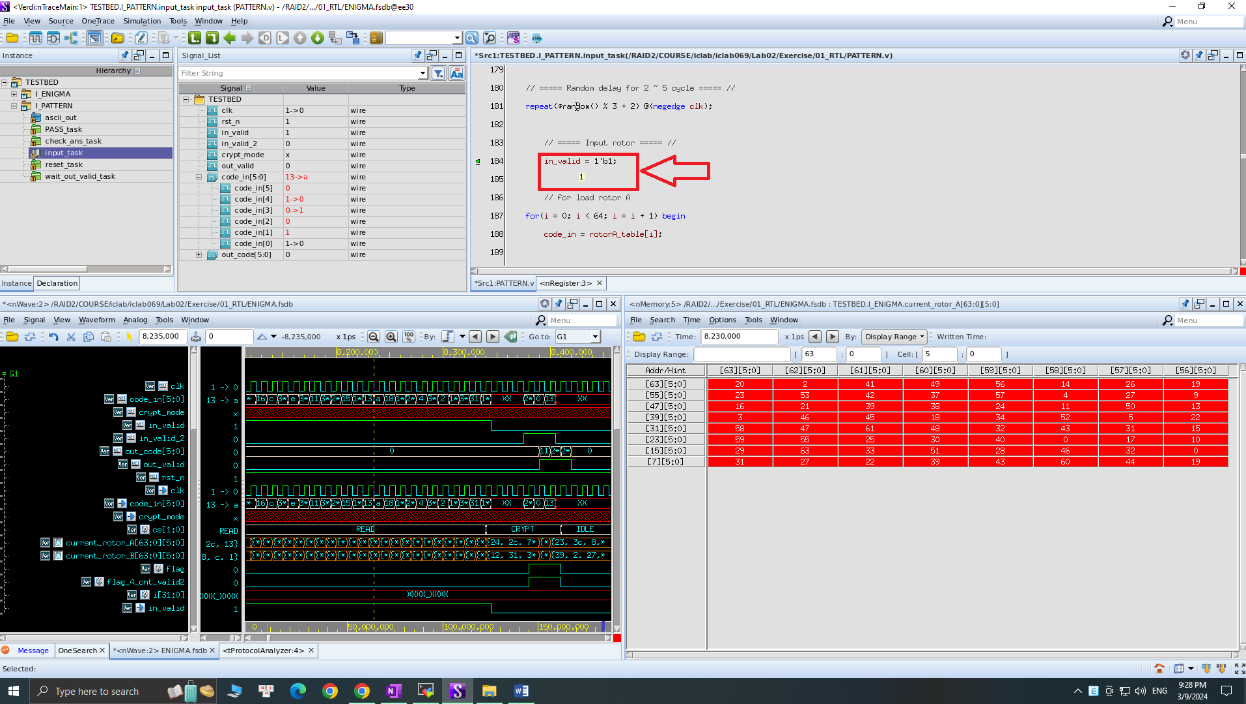 <Verdi:nTraceMain:1> TESTBED.I_PATTERN.input_task input_task (PATTERN.v) - /RAID2/.../01_RTL/ENIGMA.fsdb@ee30
File View Source OneTrace Simulation Tools Window Help
Menu
Instance
Hierarchy
TESTBED
I_ENIGMA
I_PATTERN
ascii_out
PASS_task
check_ans_task
input_task
reset_task
wait_out_valid_task
Instance Declaration
Signal_List
Filter String
Signal Value Type
TESTBED
clk 1->0 wire
rst_n 1 wire
in_valid 1 wire
in_valid_2 0 wire
crypt_mode x wire
out_valid 0 wire
code_in[5:0] 13->a wire
code_in[5] 0 wire
code_in[4] 1->0 wire
code_in[3] 0->1 wire
code_in[2] 0 wire
code_in[1] 1 wire
code_in[0] 1->0 wire
out_code[5:0] 0 wire
*Src1:TESTBED.I_PATTERN.input_task(/RAID2/COURSE/iclab/iclab069/Lab02/Exercise/01_RTL/PATTERN.v)
179
180 // ===== Random delay for 2 ~ 5 cycle ===== //
181 repeat($random() % 3 + 2) @(negedge clk);
182
183 // ===== Input rotor ===== //
184 in_valid = 1'b1;
1
185
186 // for load rotor A
187 for(i = 0; i < 64; i = i + 1) begin
188 code_in = rotorA_table[i];
189
*Src1:PATTERN.v <nRegister:3>
*<nWave:2> /RAID2/COURSE/iclab/iclab069/Lab02/Exercise/01_RTL/ENIGMA.fsdb
File Signal View Waveform Analog Tools Window
Menu
8,235,000 0 -8,235,000 x 1ps 100 By: Go to: G1
8,200,000 8,300,000 8,400,000
G1
clk 1 -> 0
code_in[5:0] 13 -> a
crypt_mode x
in_valid 1
in_valid_2 0
out_code[5:0] 0
out_valid 0
rst_n 1
clk 1 -> 0
code_in[5:0] 13 -> a
crypt_mode x
cs[1:0] READ READ CRYPT IDLE
current_rotor_A[63:0][5:0]
current_rotor_B[63:0][5:0]
flag 0
flag_4_cnt_valid2 0
i[31:0]
in_valid 1
0 50,000,000 100,000,000 150,000,000
Message OneSearch *<nWave:2> ENIGMA.fsdb <tProtocolAnalyzer:4>
<nMemory:5> /RAID2/.../Exercise/01_RTL/ENIGMA.fsdb : TESTBED.I_ENIGMA.current_rotor_A[63:0][5:0]
File Search Time Options Tools Window
Menu
Time: 8,230,000 x 1ps By: Display Range Written Time:
Display Range: [ 63 : 0 ] Cell: [ 5 : 0 ]
Addr/Hint [63][5:0] [62][5:0] [61][5:0] [60][5:0] [59][5:0] [58][5:0] [57][5:0] [56][5:0]
[63][5:0] 20 2 41 49 56 14 26 19
[55][5:0] 23 53 42 37 57 4 27 9
[47][5:0] 16 21 39 38 24 11 50 13
[39][5:0] 3 46 45 18 34 52 5 22
[31][5:0] 58 47 61 48 32 43 31 15
[23][5:0] 59 55 25 30 40 0 17 10
[15][5:0] 29 63 33 51 28 46 32 0
[7][5:0] 31 27 22 39 43 60 44 19
Selected:
Type here to search
ENG
9:28 PM
3/9/2024